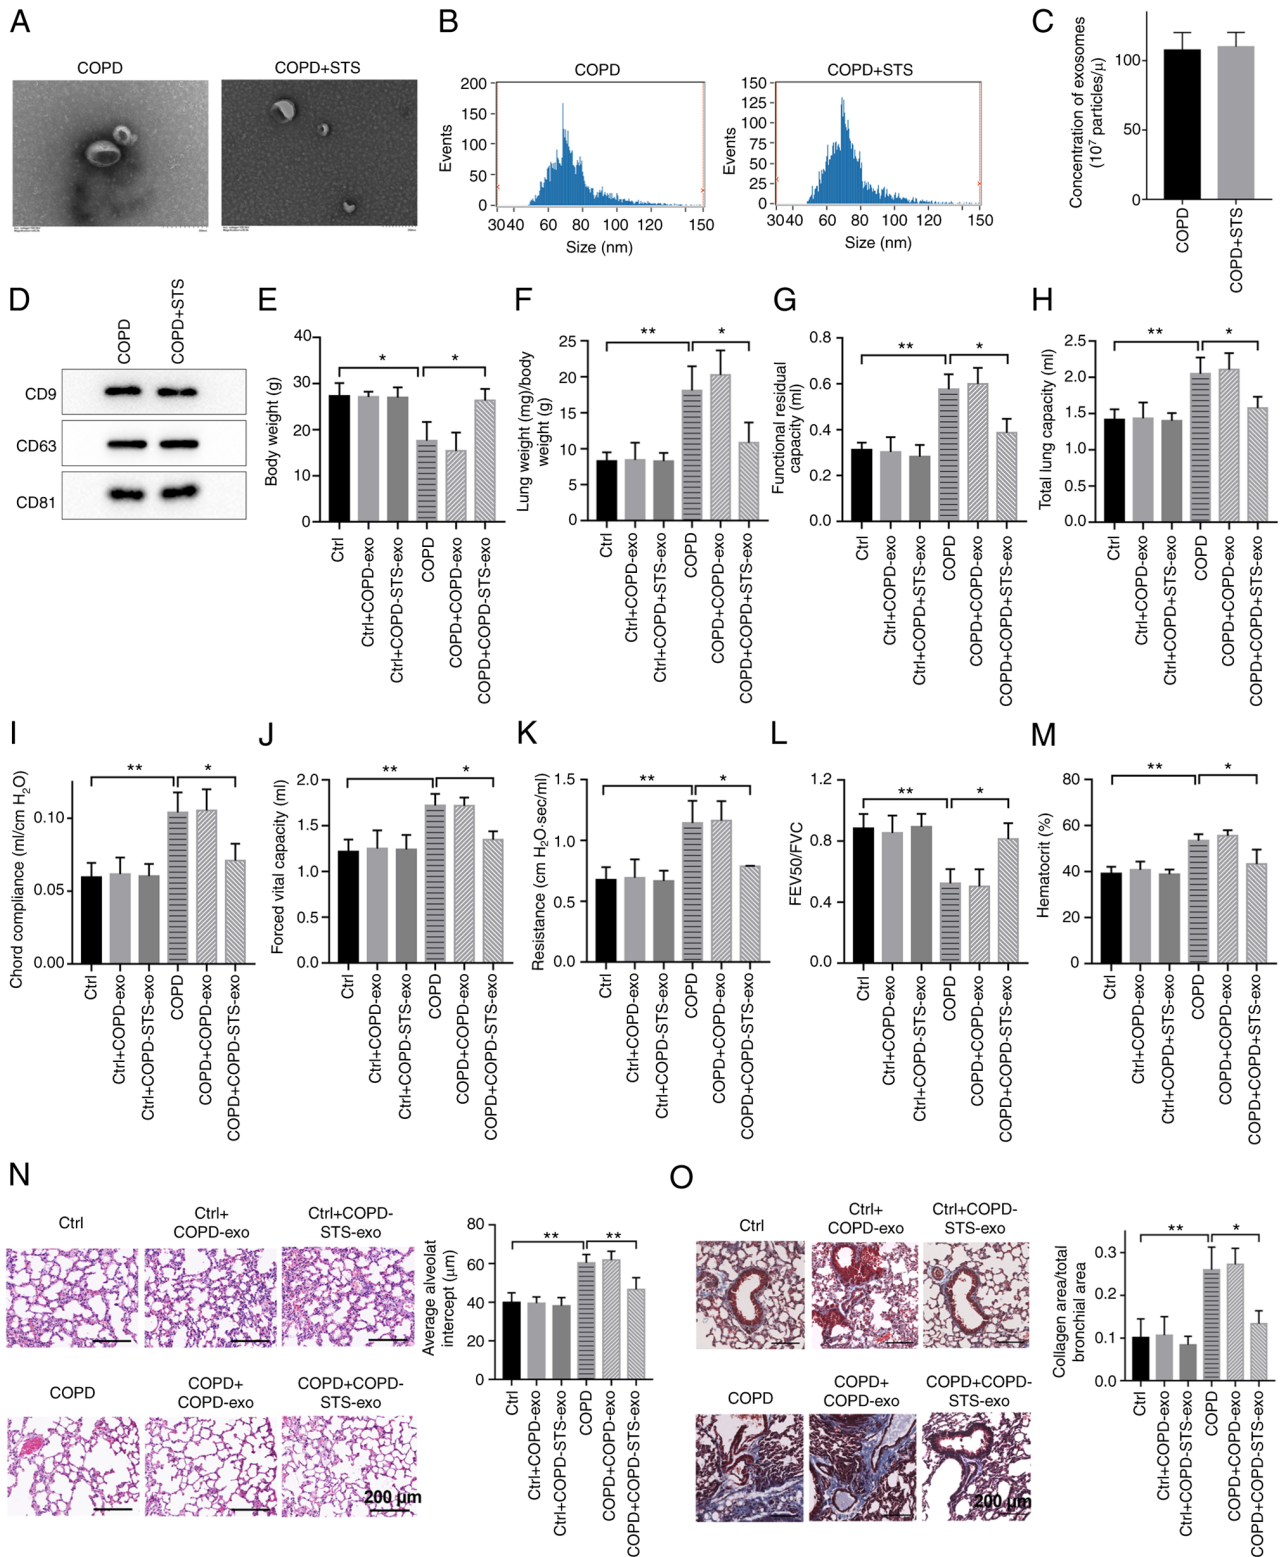 A
COPD
COPD+STS
B
COPD
Events
200
150
100
50
0
3040 60 80 100 120 150
Size (nm)
COPD+STS
Events
150
125
100
75
50
25
0
3040 60 80 100 120 150
Size (nm)
C
Concentration of exosomes
(10⁷ particles/μ)
100
50
0
COPD
COPD+STS
D
COPD
COPD+STS
CD9
CD63
CD81
E
Body weight (g)
40
30
20
10
0
* *
Ctrl
Ctrl+COPD-exo
Ctrl+COPD-STS-exo
COPD
COPD+COPD-exo
COPD+COPD-STS-exo
F
Lung weight (mg)/body
weight (g)
25
20
15
10
5
0
** *
Ctrl
Ctrl+COPD-exo
Ctrl+COPD+STS-exo
COPD
COPD+COPD-exo
COPD+COPD+STS-exo
G
Functional residual
capacity (ml)
0.8
0.6
0.4
0.2
0.0
** *
Ctrl
Ctrl+COPD-exo
Ctrl+COPD+STS-exo
COPD
COPD+COPD-exo
COPD+COPD+STS-exo
H
Total lung capacity (ml)
2.5
2.0
1.5
1.0
0.5
0.0
** *
Ctrl
Ctrl+COPD-exo
Ctrl+COPD+STS-exo
COPD
COPD+COPD-exo
COPD+COPD+STS-exo
I
Chord compliance (ml/cm H₂O)
0.10
0.05
0.00
** *
Ctrl
Ctrl+COPD-exo
Ctrl+COPD-STS-exo
COPD
COPD+COPD-exo
COPD+COPD-STS-exo
J
Forced vital capacity (ml)
2.0
1.5
1.0
0.5
0.0
** *
Ctrl
Ctrl+COPD-exo
Ctrl+COPD-STS-exo
COPD
COPD+COPD-exo
COPD+COPD-STS-exo
K
Resistance (cm H₂O·sec/ml)
1.5
1.0
0.5
0.0
** *
Ctrl
Ctrl+COPD-exo
Ctrl+COPD-STS-exo
COPD
COPD+COPD-exo
COPD+COPD-STS-exo
L
FEV50/FVC
1.2
0.8
0.4
0.0
** *
Ctrl
Ctrl+COPD-exo
Ctrl+COPD-STS-exo
COPD
COPD+COPD-exo
COPD+COPD-STS-exo
M
Hematocrit (%)
80
60
40
20
0
** *
Ctrl
Ctrl+COPD-exo
Ctrl+COPD+STS-exo
COPD
COPD+COPD-exo
COPD+COPD+STS-exo
N
Ctrl
Ctrl+
COPD-exo
Ctrl+COPD-
STS-exo
COPD
COPD+
COPD-exo
COPD+COPD-
STS-exo
200 μm
Average alveolat
intercept (μm)
80
60
40
20
0
** **
Ctrl
Ctrl+COPD-exo
Ctrl+COPD-STS-exo
COPD
COPD+COPD-exo
COPD+COPD-STS-exo
O
Ctrl
Ctrl+
COPD-exo
Ctrl+COPD-
STS-exo
COPD
COPD+
COPD-exo
COPD+COPD-
STS-exo
200 μm
Collagen area/total
bronchial area
0.3
0.2
0.1
0.0
** *
Ctrl
Ctrl+COPD-exo
Ctrl+COPD-STS-exo
COPD
COPD+COPD-exo
COPD+COPD-STS-exo